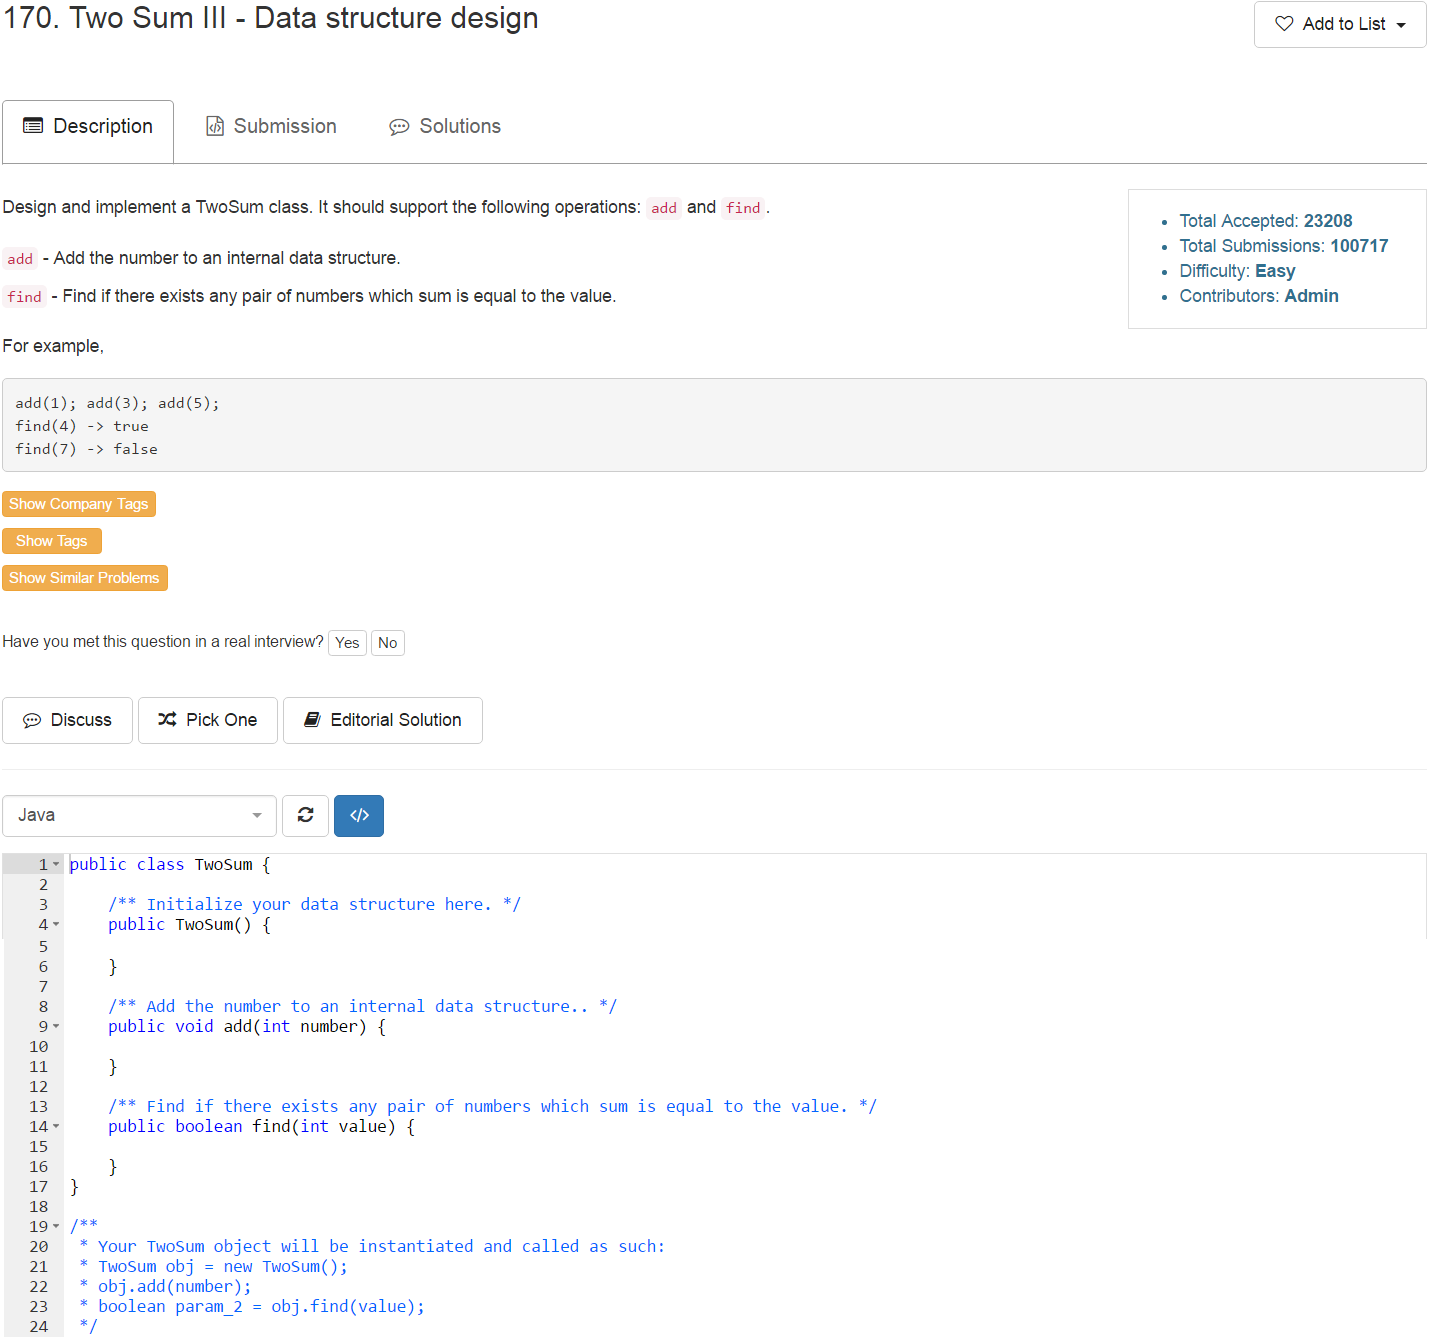 170. Two Sum III - Data structure design
Add to List
Description
Submission
Solutions
Design and implement a TwoSum class. It should support the following operations: add and find .
add - Add the number to an internal data structure.
find - Find if there exists any pair of numbers which sum is equal to the value.
Total Accepted: 23208
Total Submissions: 100717
Difficulty: Easy
Contributors: Admin
For example,
add(1); add(3); add(5);
find(4) -> true
find(7) -> false
Show Company Tags
Show Tags
Show Similar Problems
Have you met this question in a real interview? Yes No
Discuss
Pick One
Editorial Solution
Java
</>
1 public class TwoSum {
2
3     /** Initialize your data structure here. */
4     public TwoSum() {
5
6     }
7
8     /** Add the number to an internal data structure.. */
9     public void add(int number) {
10
11     }
12
13     /** Find if there exists any pair of numbers which sum is equal to the value. */
14     public boolean find(int value) {
15
16     }
17 }
18
19 /**
20  * Your TwoSum object will be instantiated and called as such:
21  * TwoSum obj = new TwoSum();
22  * obj.add(number);
23  * boolean param_2 = obj.find(value);
24  */